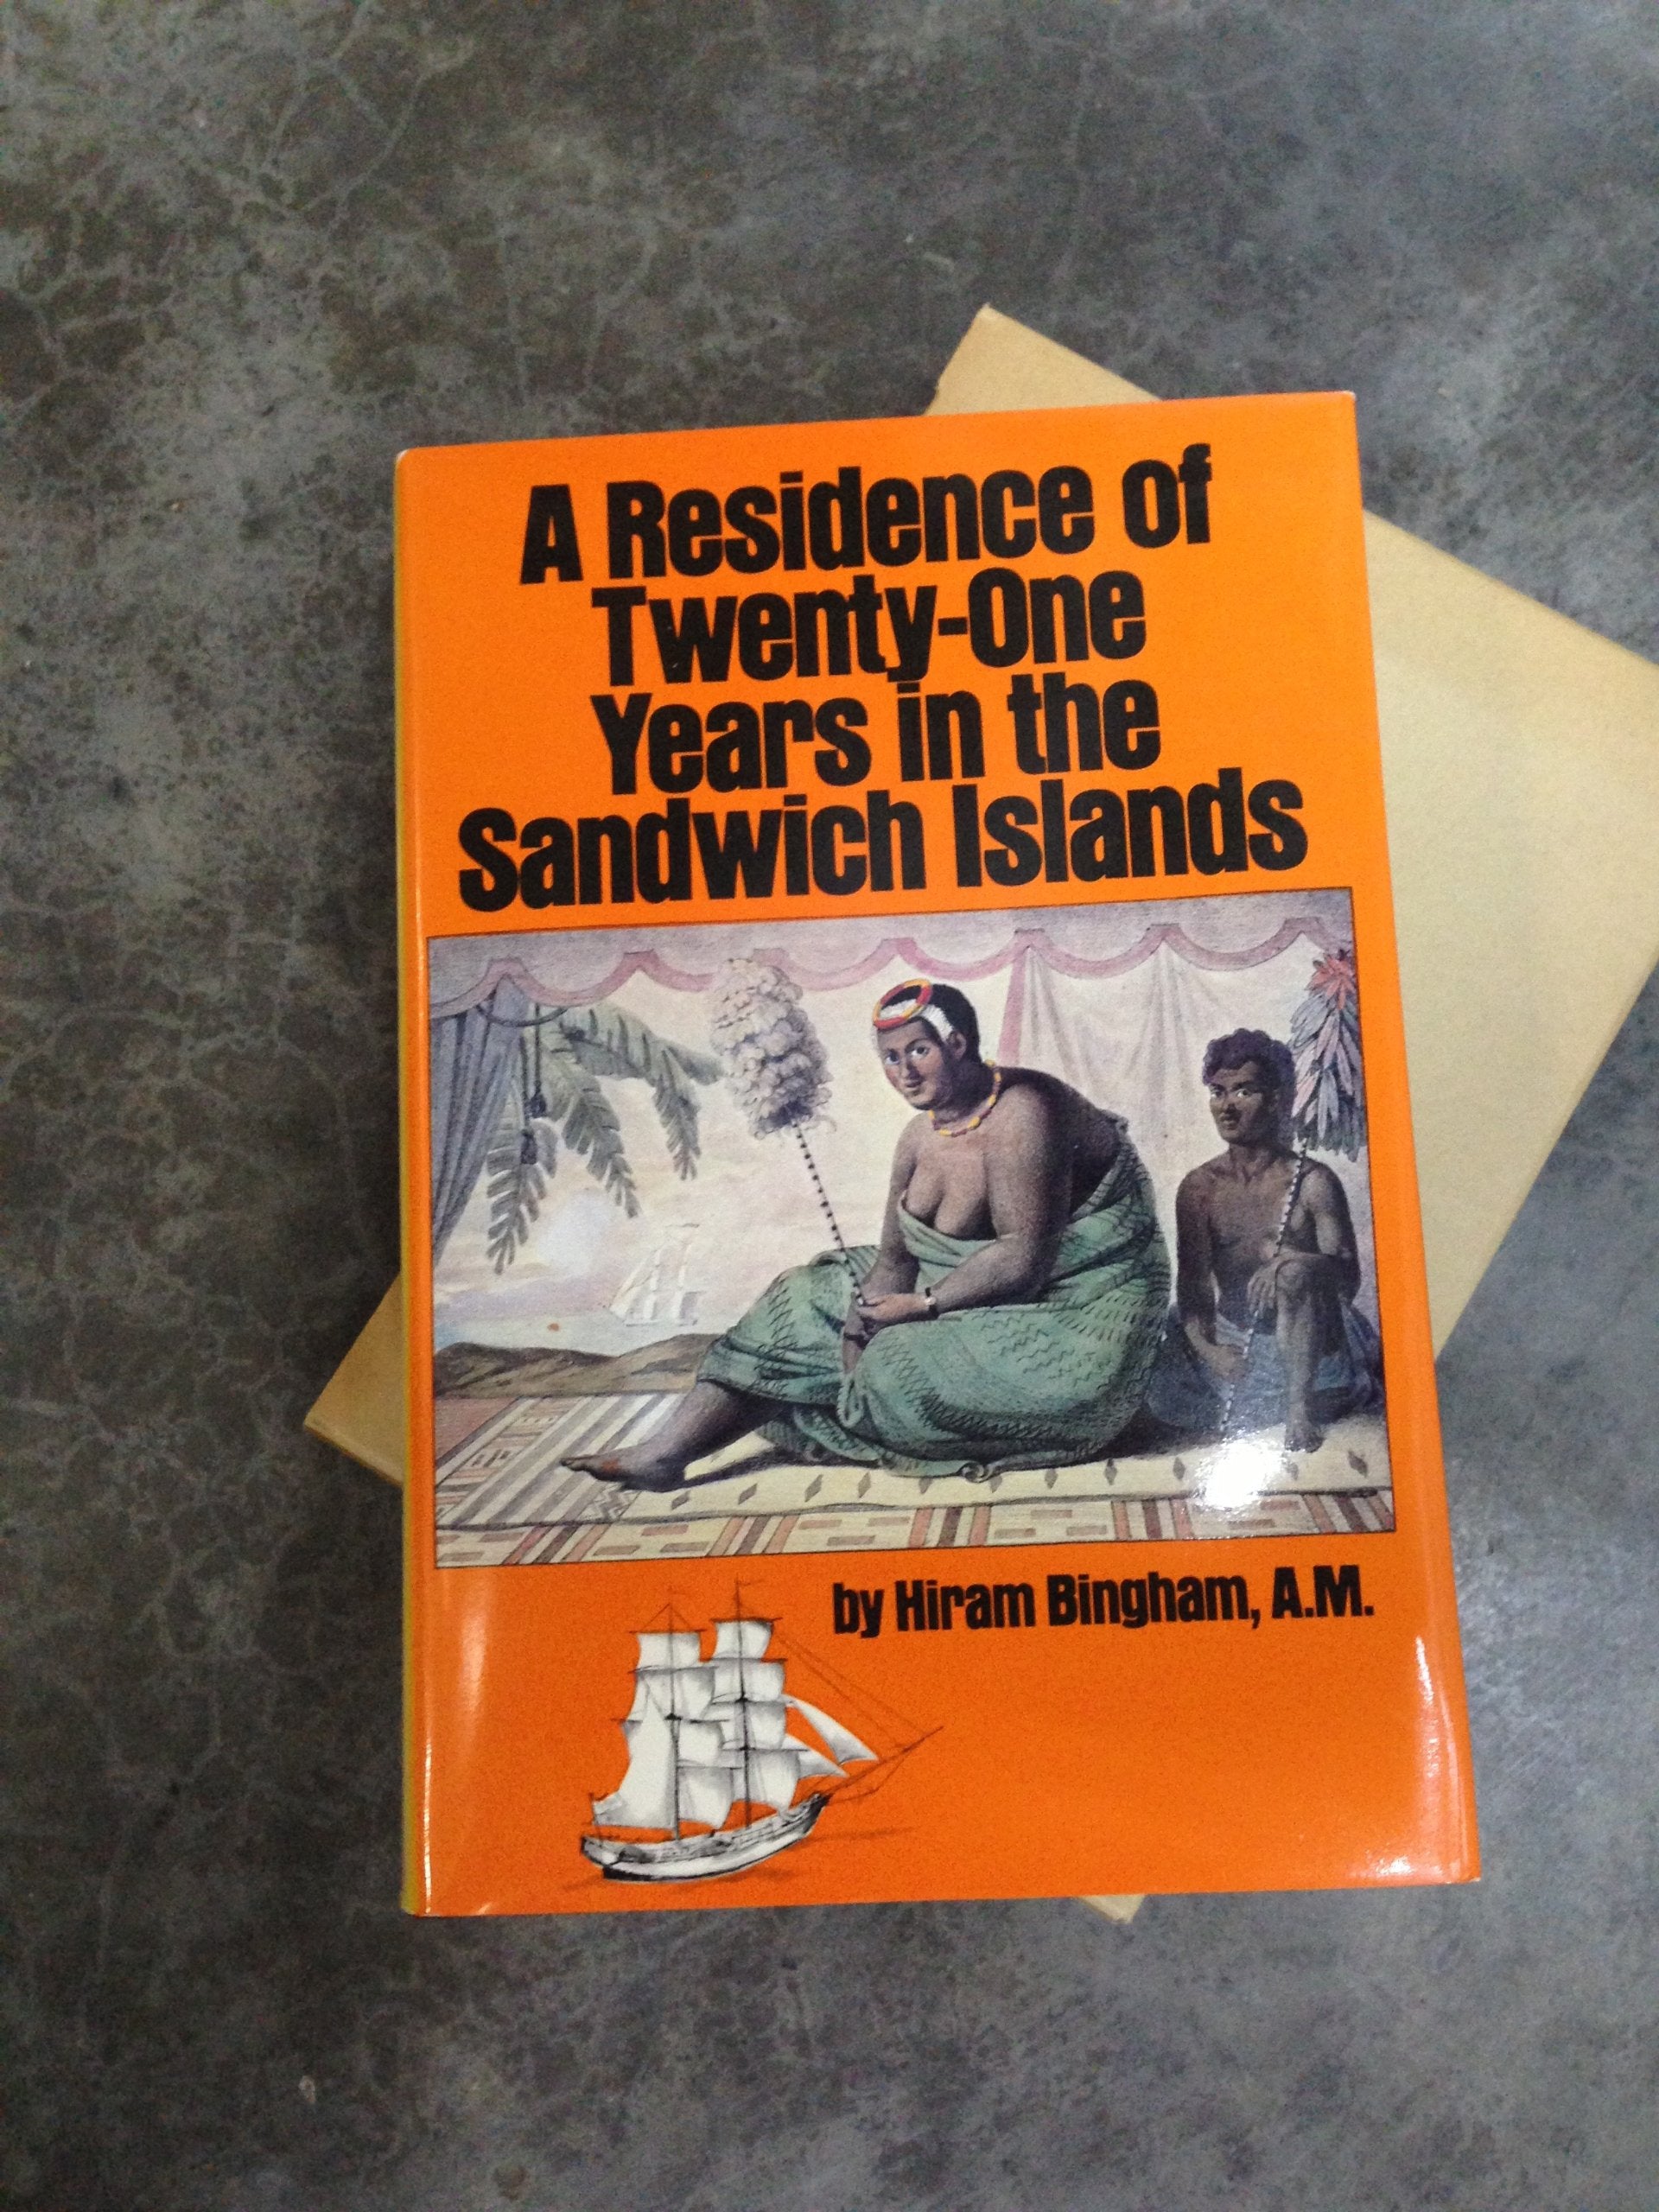 A Residence of
Twenty-One
Years in the
Sandwich Islands
by Hiram Bingham, A.M.